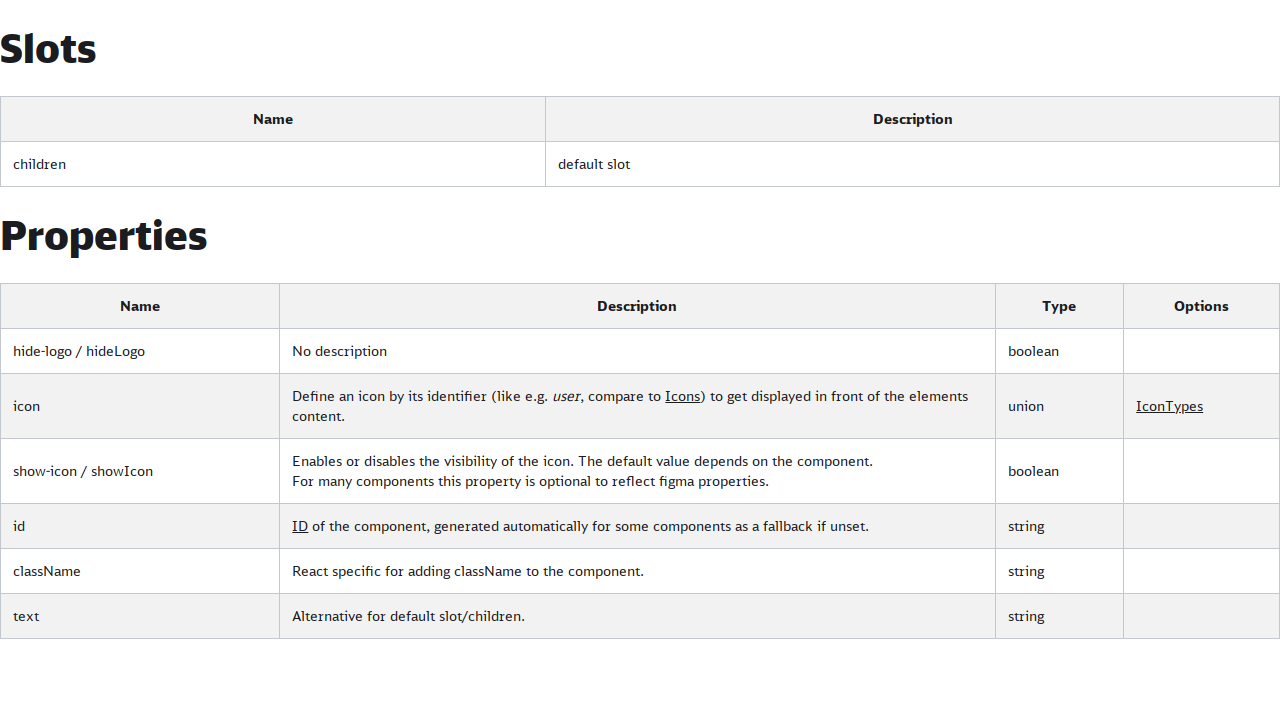 Slots
Name Description
children default slot
Properties
Name Description Type Options
hide-logo / hideLogo No description boolean
icon Define an icon by its identifier (like e.g. user, compare to Icons) to get displayed in front of the elements content. union IconTypes
show-icon / showIcon Enables or disables the visibility of the icon. The default value depends on the component.
For many components this property is optional to reflect figma properties. boolean
id ID of the component, generated automatically for some components as a fallback if unset. string
className React specific for adding className to the component. string
text Alternative for default slot/children. string